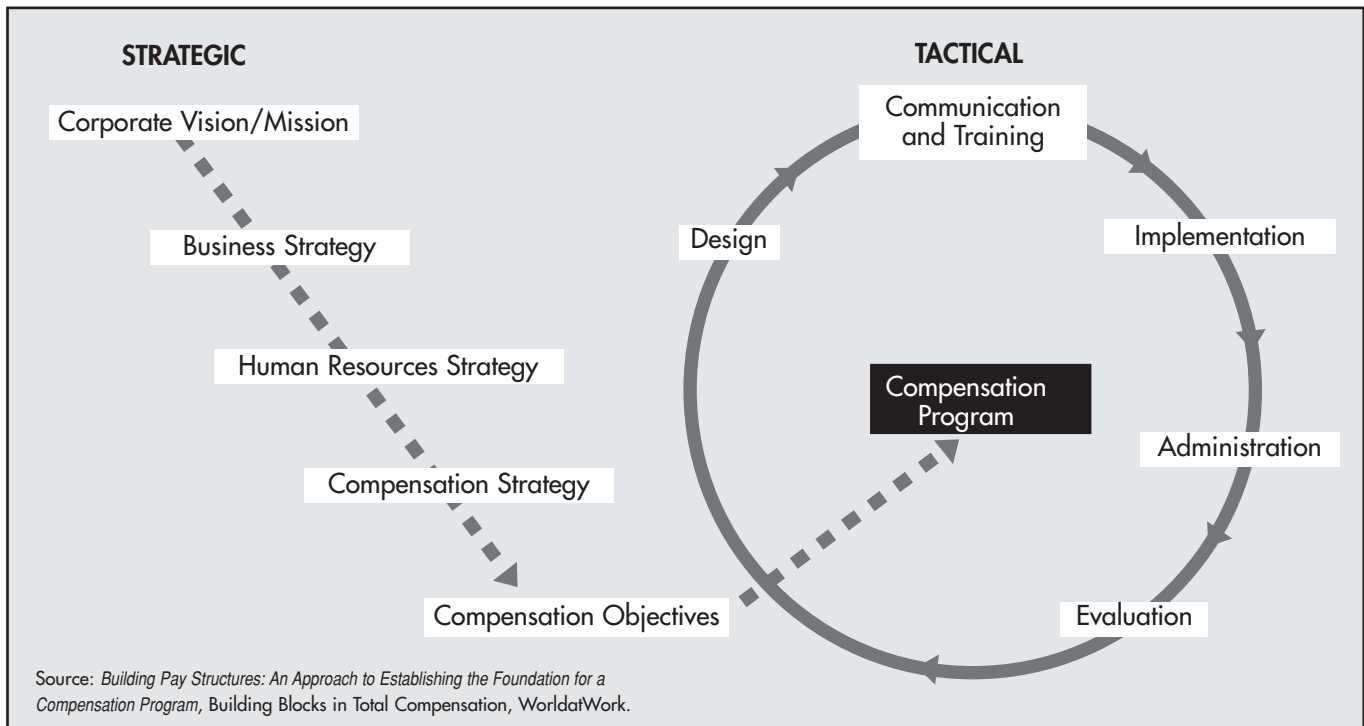 STRATEGIC
Corporate Vision/Mission
Business Strategy
Human Resources Strategy
Compensation Strategy
Compensation Objectives
TACTICAL
Communication
and Training
Design
Implementation
Compensation
Program
Administration
Evaluation
Source: Building Pay Structures: An Approach to Establishing the Foundation for a
Compensation Program, Building Blocks in Total Compensation, WorldatWork.